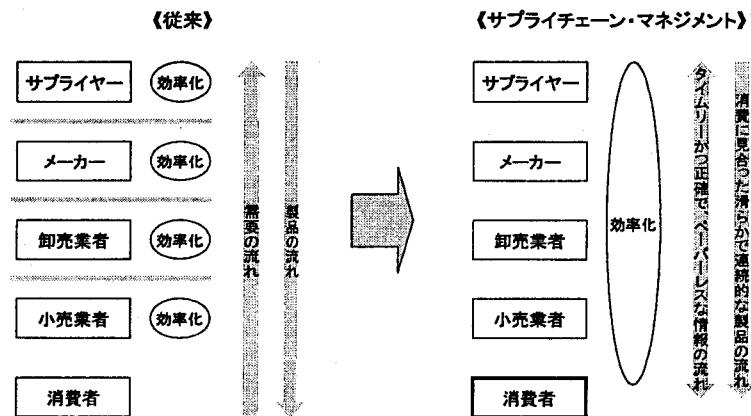 《従来》
サプライヤー
効率化
メーカー
効率化
卸売業者
効率化
小売業者
効率化
消費者
需要の流れ
製品の流れ
《サプライチェーン・マネジメント》
サプライヤー
メーカー
卸売業者
小売業者
消費者
効率化
タイムリーかつ正確で、ペーパーレスな情報の流れ
消費に見合った滑らかで連続的な製品の流れ